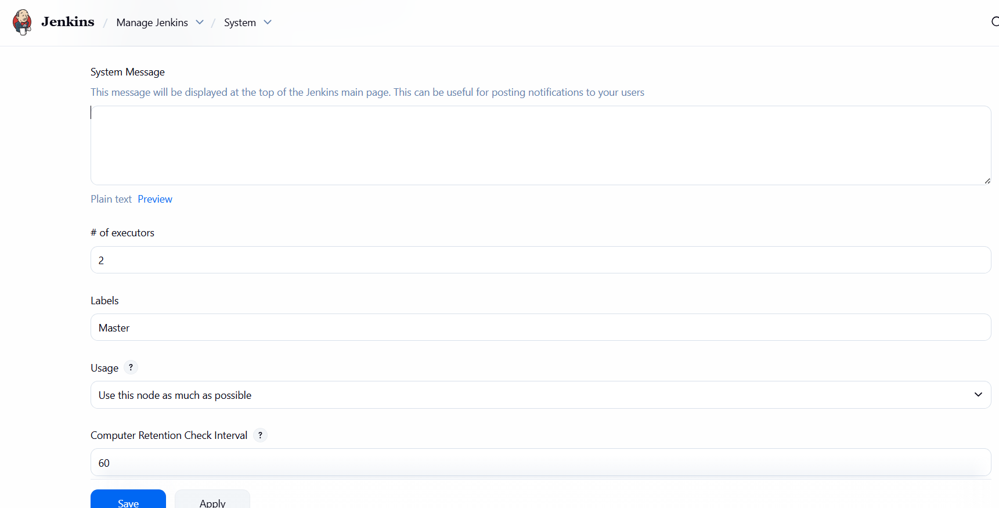 Jenkins / Manage Jenkins / System
System Message
This message will be displayed at the top of the Jenkins main page. This can be useful for posting notifications to your users
Plain text Preview
# of executors
2
Labels
Master
Usage ?
Use this node as much as possible
Computer Retention Check Interval ?
60
Save Apply